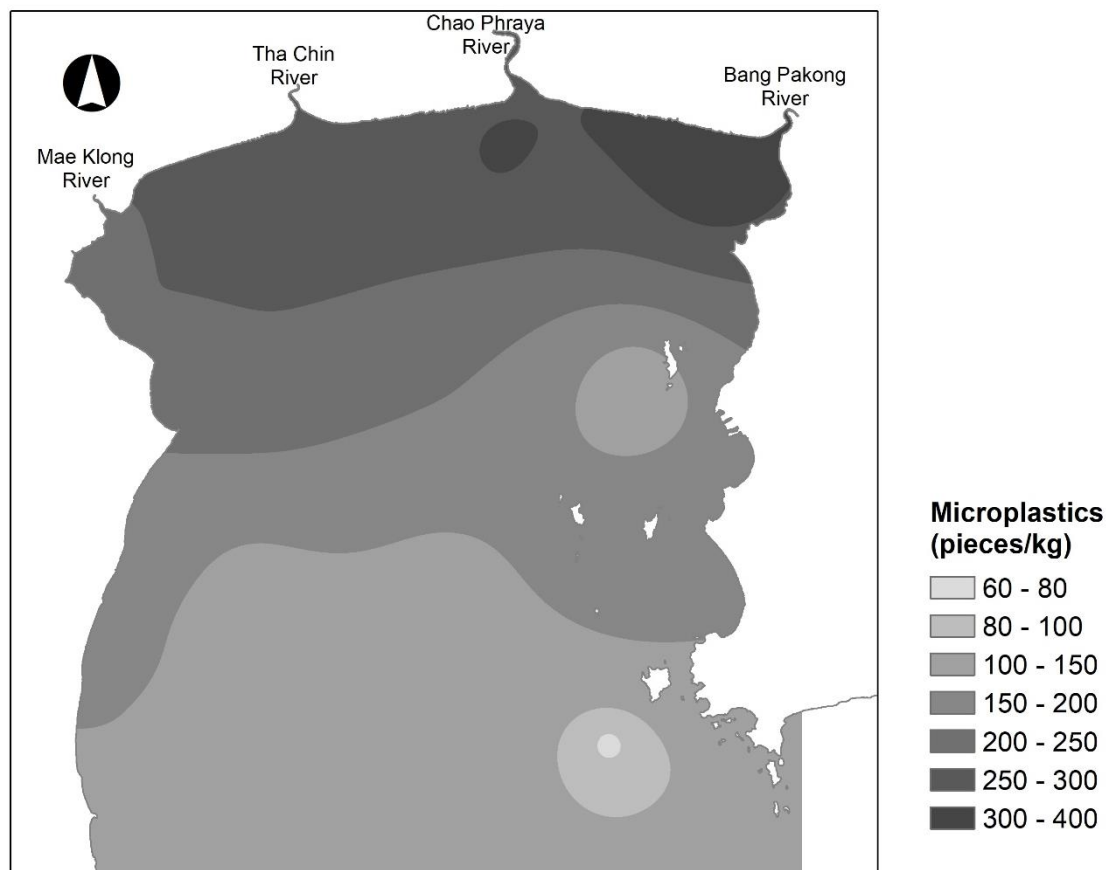 Chao Phraya
River
Tha Chin
River
Bang Pakong
River
Mae Klong
River
Microplastics
(pieces/kg)
60 - 80
80 - 100
100 - 150
150 - 200
200 - 250
250 - 300
300 - 400